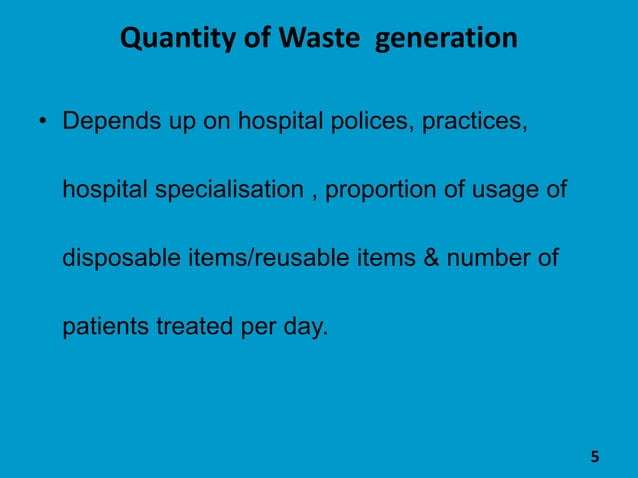 Quantity of Waste generation
• Depends up on hospital polices, practices,
hospital specialisation , proportion of usage of
disposable items/reusable items & number of
patients treated per day.
5